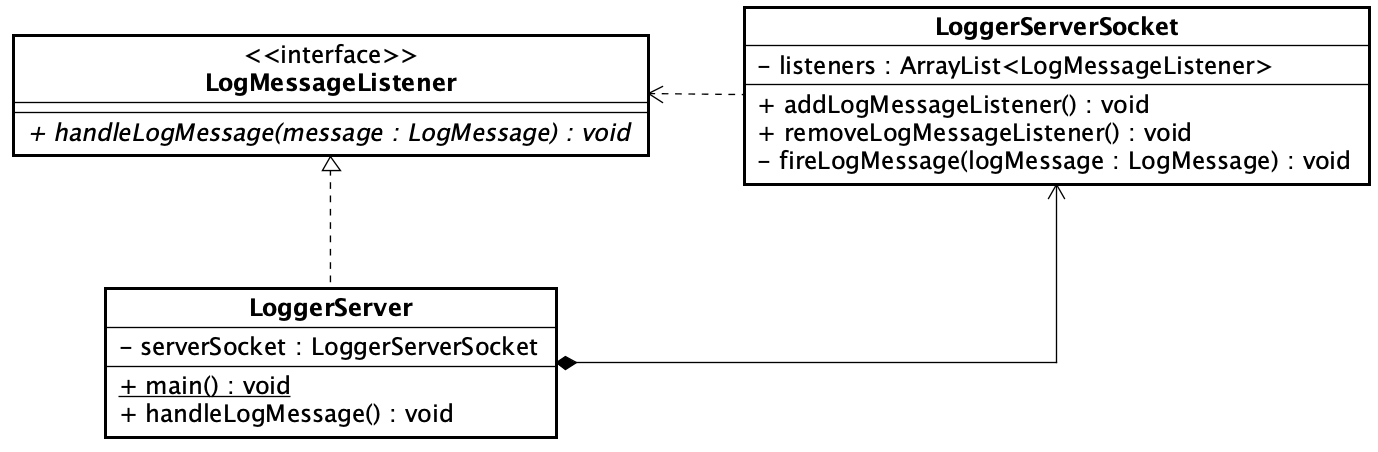 <<interface>>
LogMessageListener
+ handleLogMessage(message : LogMessage) : void
LoggerServerSocket
- listeners : ArrayList<LogMessageListener>
+ addLogMessageListener() : void
+ removeLogMessageListener() : void
- fireLogMessage(logMessage : LogMessage) : void
LoggerServer
- serverSocket : LoggerServerSocket
+ main() : void
+ handleLogMessage() : void